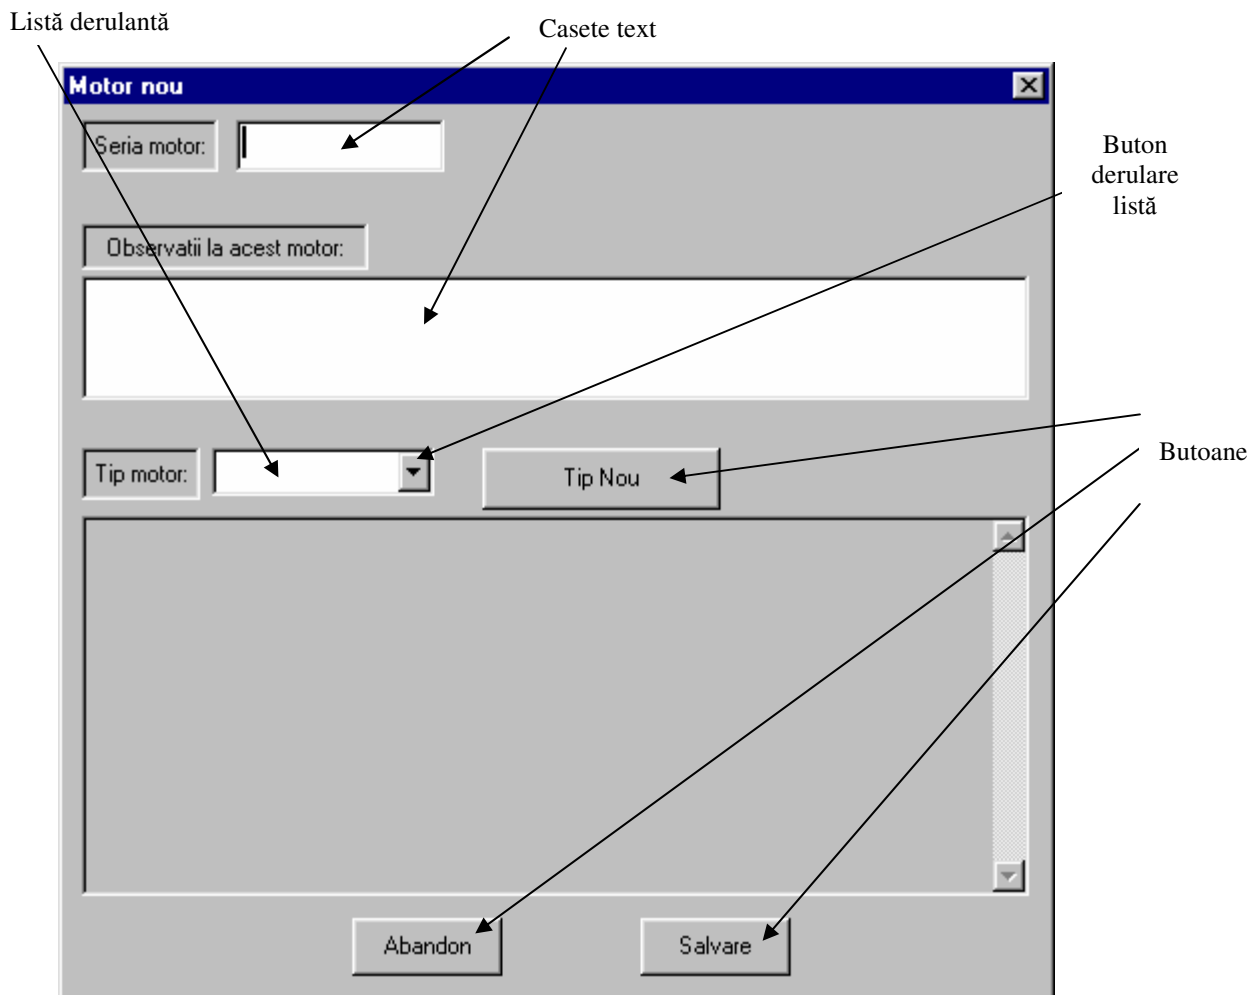 Listă derulantă
Casete text
Motor nou
Seria motor:
Buton
derulare
listă
Observatii la acest motor:
Tip motor:
Tip Nou
Butoane
Abandon
Salvare